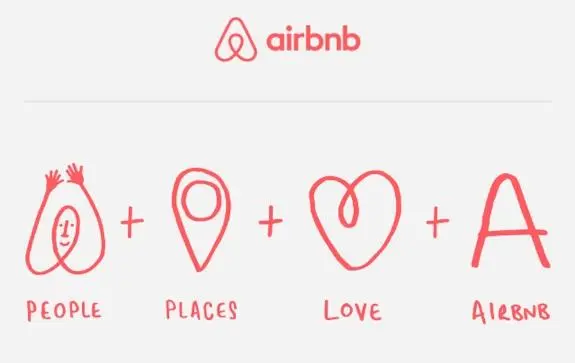 airbnb
PEOPLE + PLACES + LOVE + AIRBNB